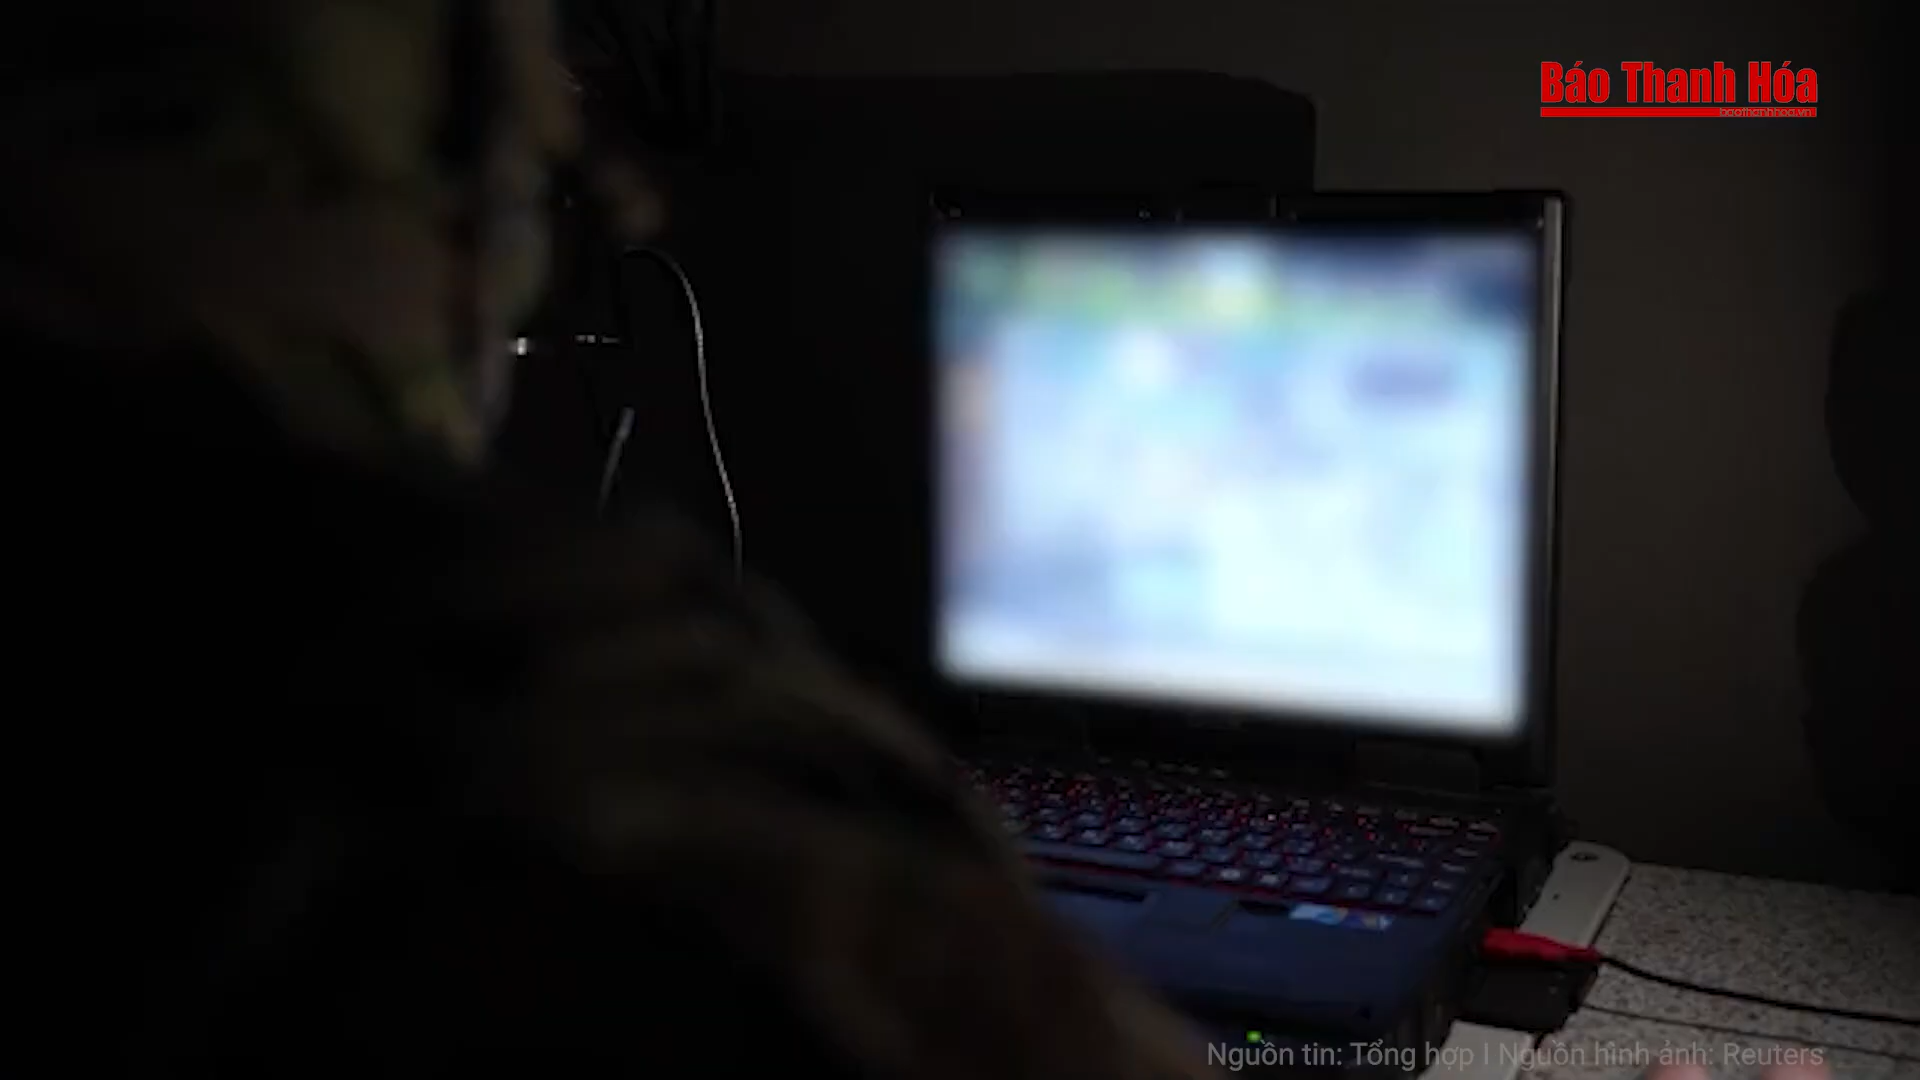 Báo Thanh Hóa
baothanhhoa.vn
Nguồn tin: Tổng hợp I Nguồn hình ảnh: Reuters